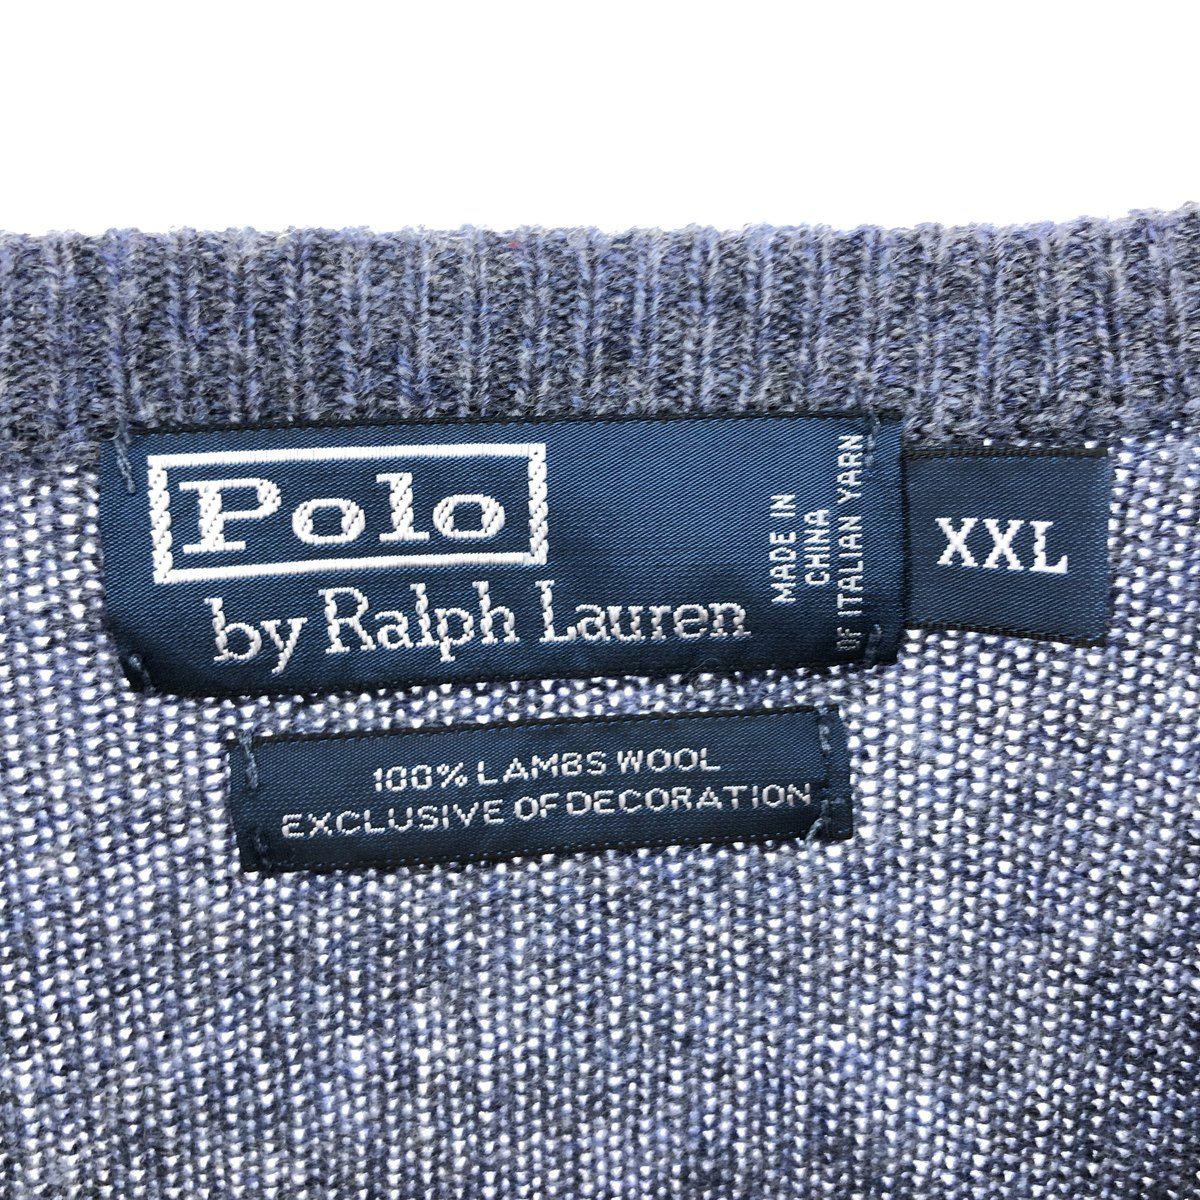 Polo
by Ralph Lauren
MADE IN
CHINA
OF ITALIAN YARN
XXL
100% LAMBS WOOL
EXCLUSIVE OF DECORATION